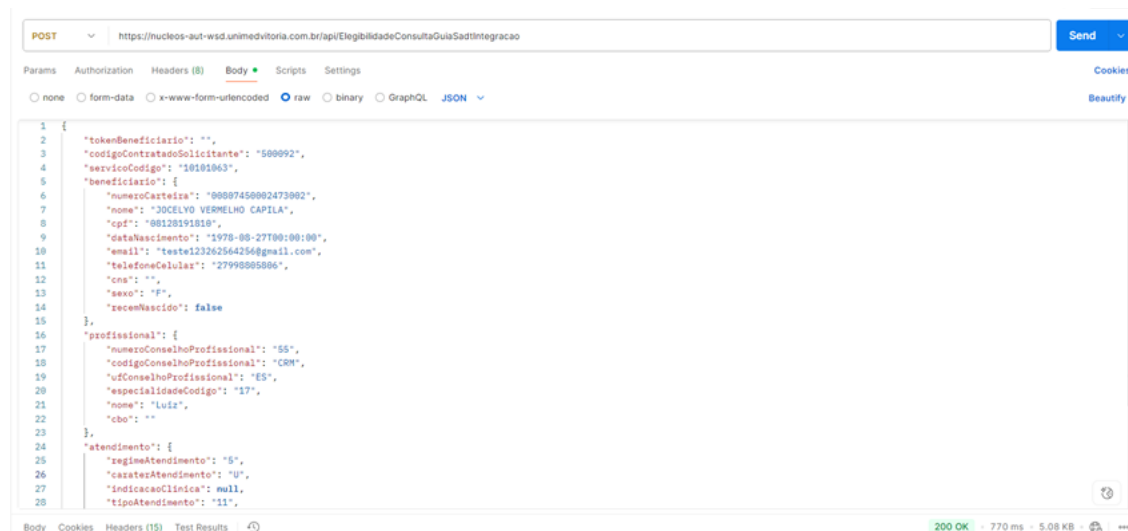 POST https://nucleos-aut-wsd.unimedvitoria.com.br/api/ElegibilidadeConsultaGuiaSadtIntegracao Send
Params Authorization Headers (8) Body Scripts Settings Cookies
none form-data x-www-form-urlencoded raw binary GraphQL JSON Beautify
1 {
2 "tokenBeneficiario": "",
3 "codigoContratadoSolicitante": "500092",
4 "servicoCodigo": "10101063",
5 "beneficiario": {
6 "numeroCarteira": "00807450002473002",
7 "nome": "JOCELYO VERMELHO CAPILA",
8 "cpf": "08128191810",
9 "dataNascimento": "1978-08-27T00:00:00",
10 "email": "teste123262564256@gmail.com",
11 "telefoneCelular": "27998805806",
12 "cns": "",
13 "sexo": "F",
14 "recemNascido": false
15 },
16 "profissional": {
17 "numeroConselhoProfissional": "55",
18 "codigoConselhoProfissional": "CRM",
19 "ufConselhoProfissional": "ES",
20 "especialidadeCodigo": "17",
21 "nome": "Luiz",
22 "cbo": ""
23 },
24 "atendimento": {
25 "regimeAtendimento": "5",
26 "caraterAtendimento": "U",
27 "indicacaoClinica": null,
28 "tipoAtendimento": "11",
Body Cookies Headers (15) Test Results 200 OK 770 ms 5.08 KB